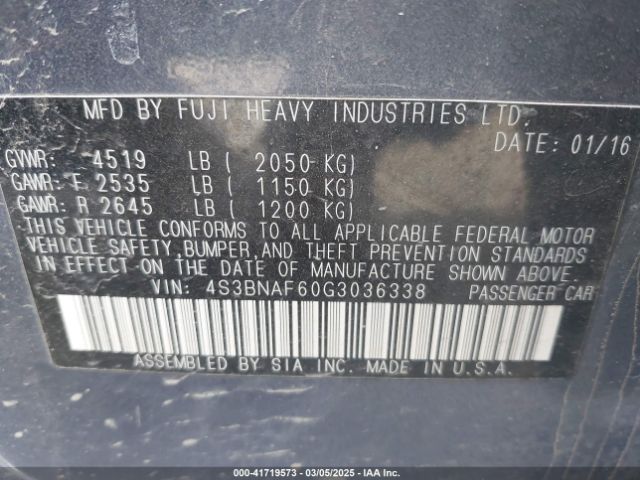 MFD BY FUJI HEAVY INDUSTRIES LTD.
DATE: 01/16
GVWR: 4519 LB ( 2050 KG)
GAWR: F 2535 LB ( 1150 KG)
GAWR: R 2645 LB ( 1200 KG)
THIS VEHICLE CONFORMS TO ALL APPLICABLE FEDERAL MOTOR
VEHICLE SAFETY, BUMPER, AND THEFT PREVENTION STANDARDS
IN EFFECT ON THE DATE OF MANUFACTURE SHOWN ABOVE.
VIN: 4S3BNAF60G3036338 PASSENGER CAR
ASSEMBLED BY SIA INC. MADE IN U.S.A.
000-41719573 — 03/05/2025 — IAA Inc.